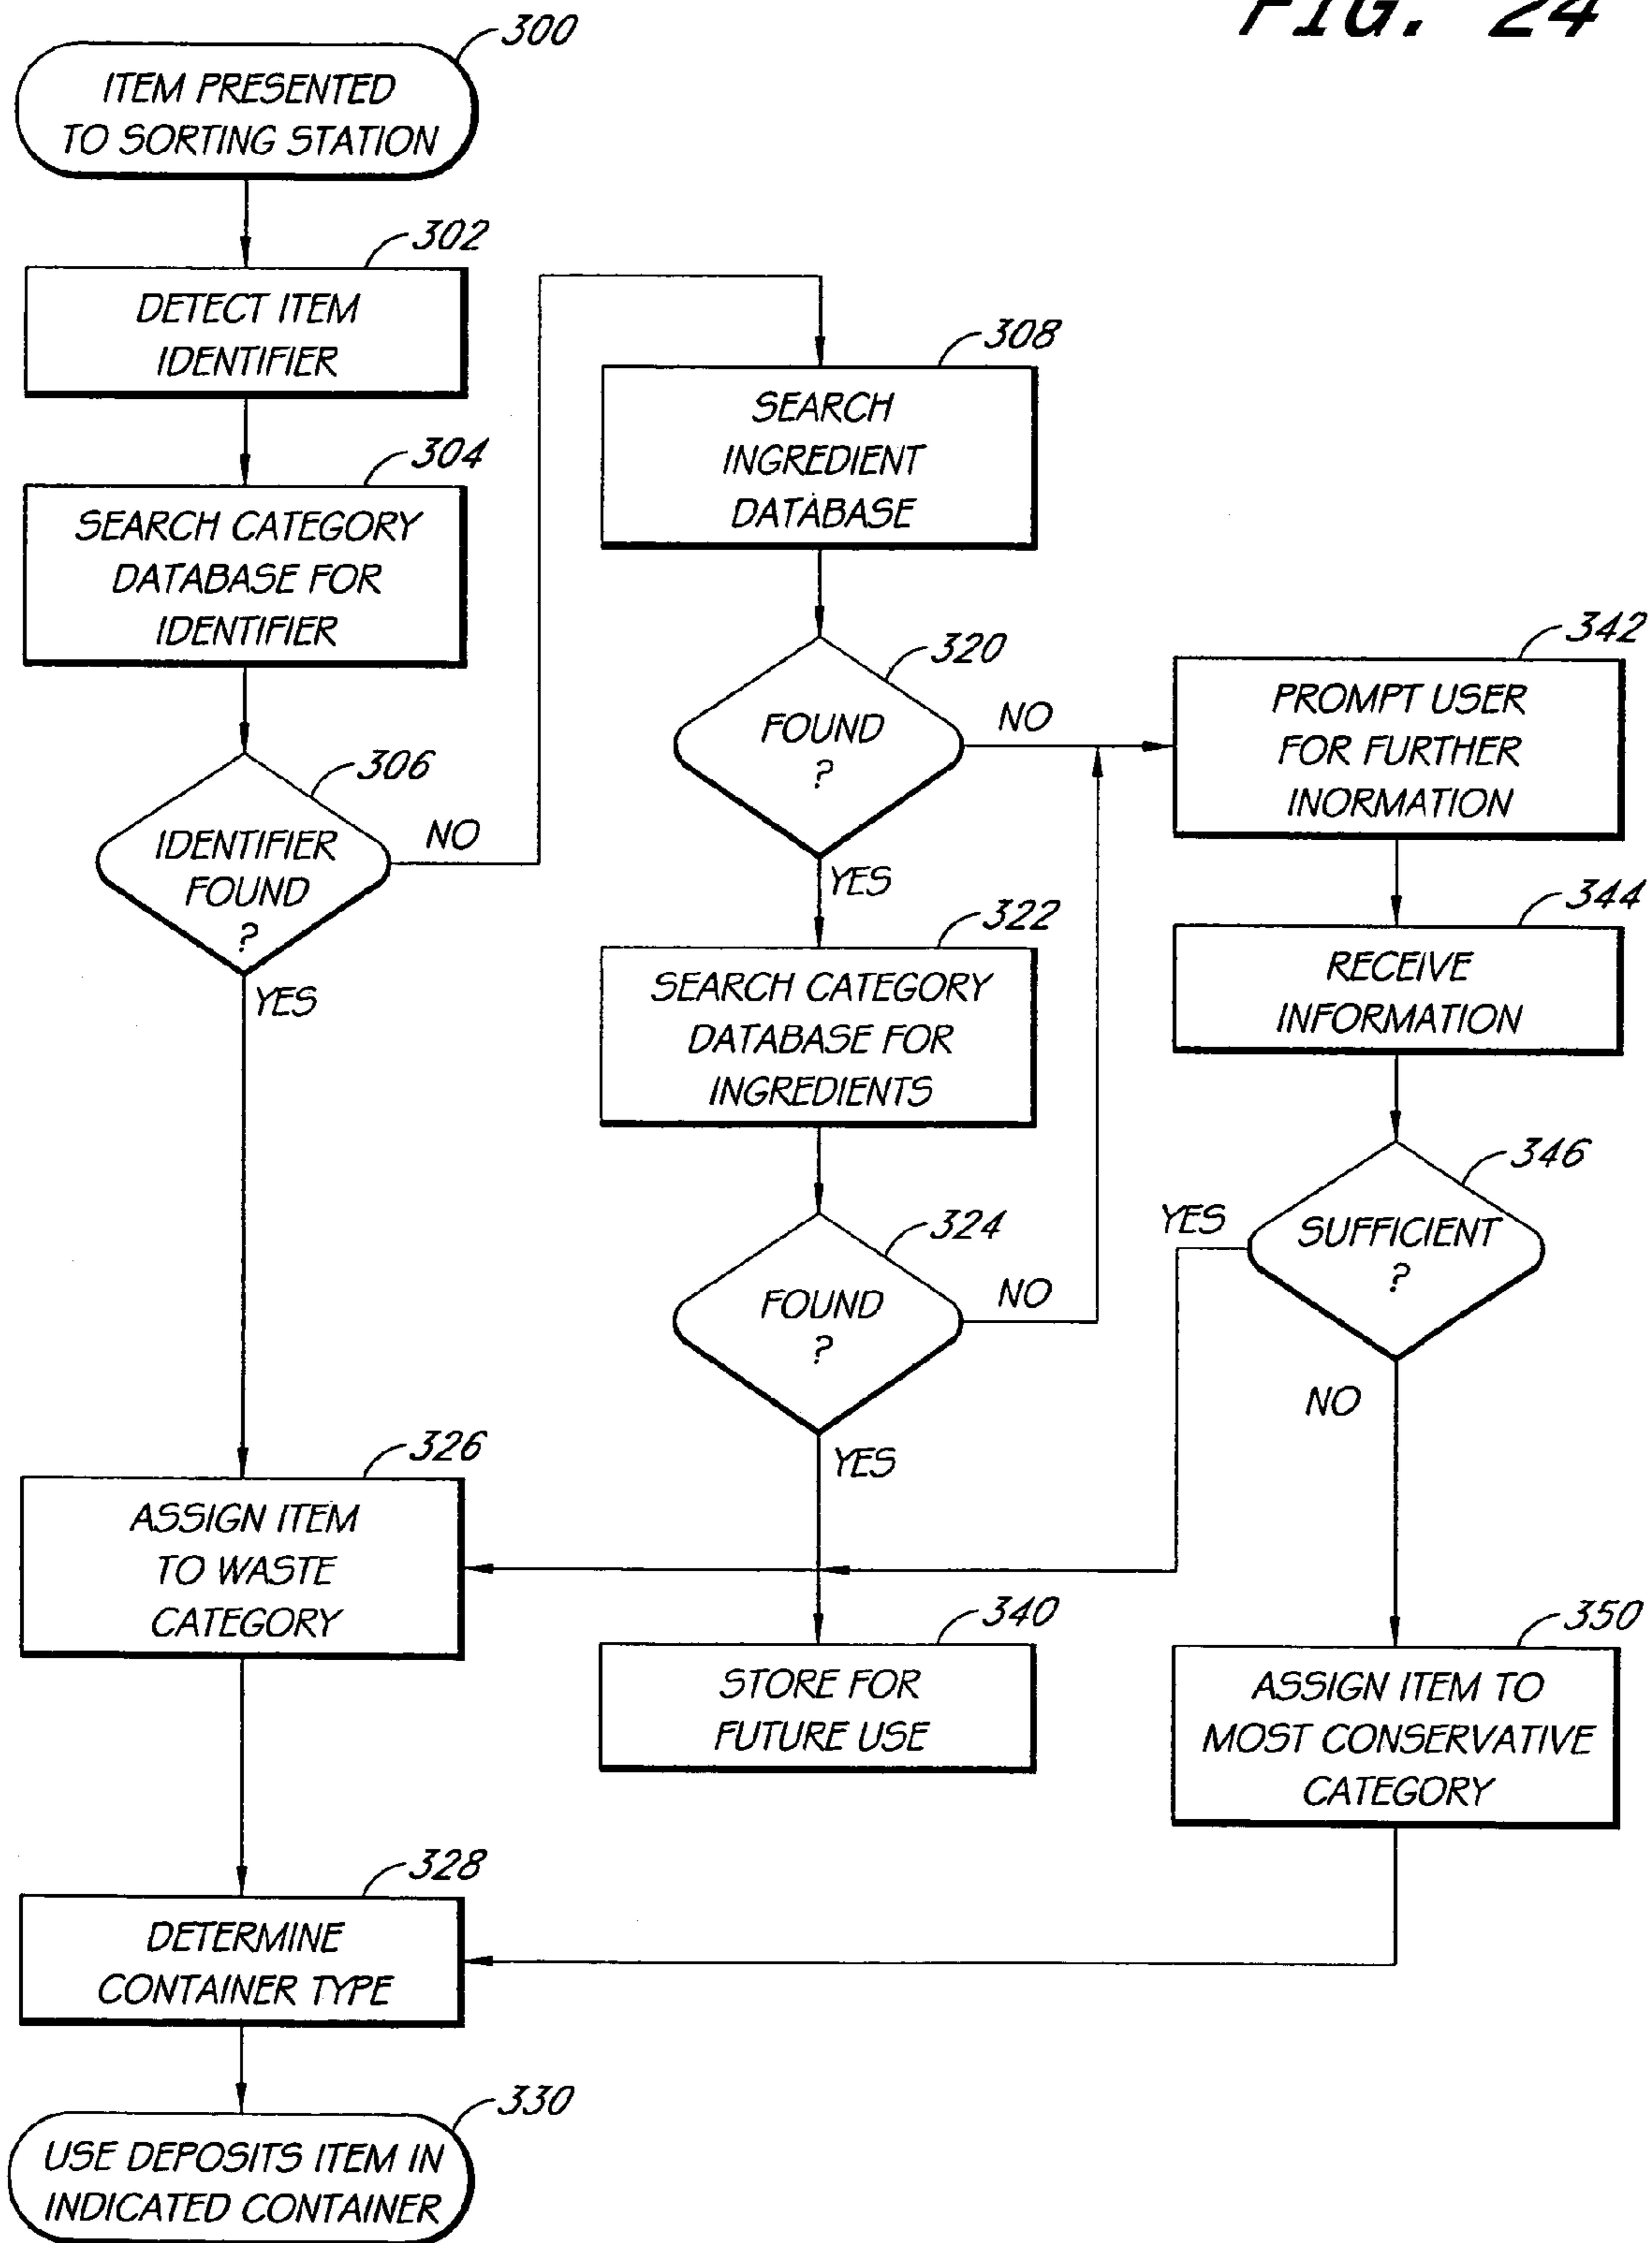 FIG. 24
300
ITEM PRESENTED
TO SORTING STATION
302
DETECT ITEM
IDENTIFIER
304
SEARCH CATEGORY
DATABASE FOR
IDENTIFIER
306
IDENTIFIER
FOUND
?
NO
YES
308
SEARCH
INGREDIENT
DATABASE
320
FOUND
?
NO
YES
322
SEARCH CATEGORY
DATABASE FOR
INGREDIENTS
324
FOUND
?
NO
YES
342
PROMPT USER
FOR FURTHER
INORMATION
344
RECEIVE
INFORMATION
346
SUFFICIENT
?
YES
NO
326
ASSIGN ITEM
TO WASTE
CATEGORY
340
STORE FOR
FUTURE USE
350
ASSIGN ITEM TO
MOST CONSERVATIVE
CATEGORY
328
DETERMINE
CONTAINER TYPE
330
USE DEPOSITS ITEM IN
INDICATED CONTAINER